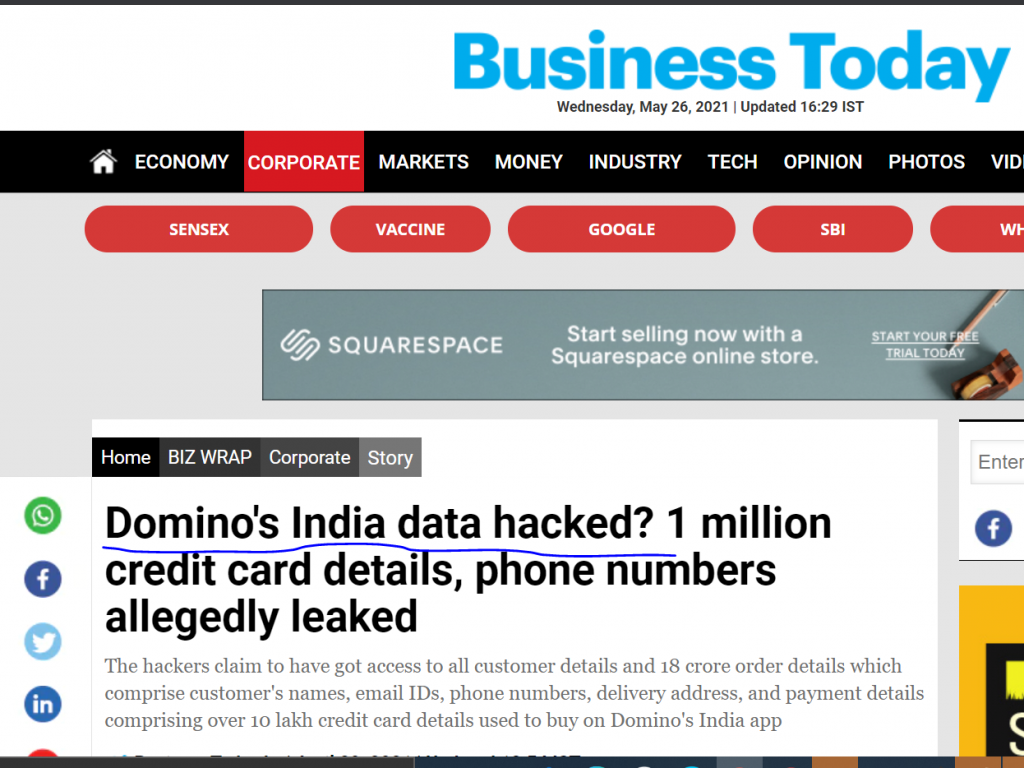 Business Today
Wednesday, May 26, 2021 | Updated 16:29 IST
ECONOMY CORPORATE MARKETS MONEY INDUSTRY TECH OPINION PHOTOS
SENSEX VACCINE GOOGLE SBI
SQUARESPACE
Start selling now with a
Squarespace online store.
START YOUR FREE
TRIAL TODAY
Home BIZ WRAP Corporate Story
Enter
Domino's India data hacked? 1 million
credit card details, phone numbers
allegedly leaked
The hackers claim to have got access to all customer details and 18 crore order details which
comprise customer's names, email IDs, phone numbers, delivery address, and payment details
comprising over 10 lakh credit card details used to buy on Domino's India app